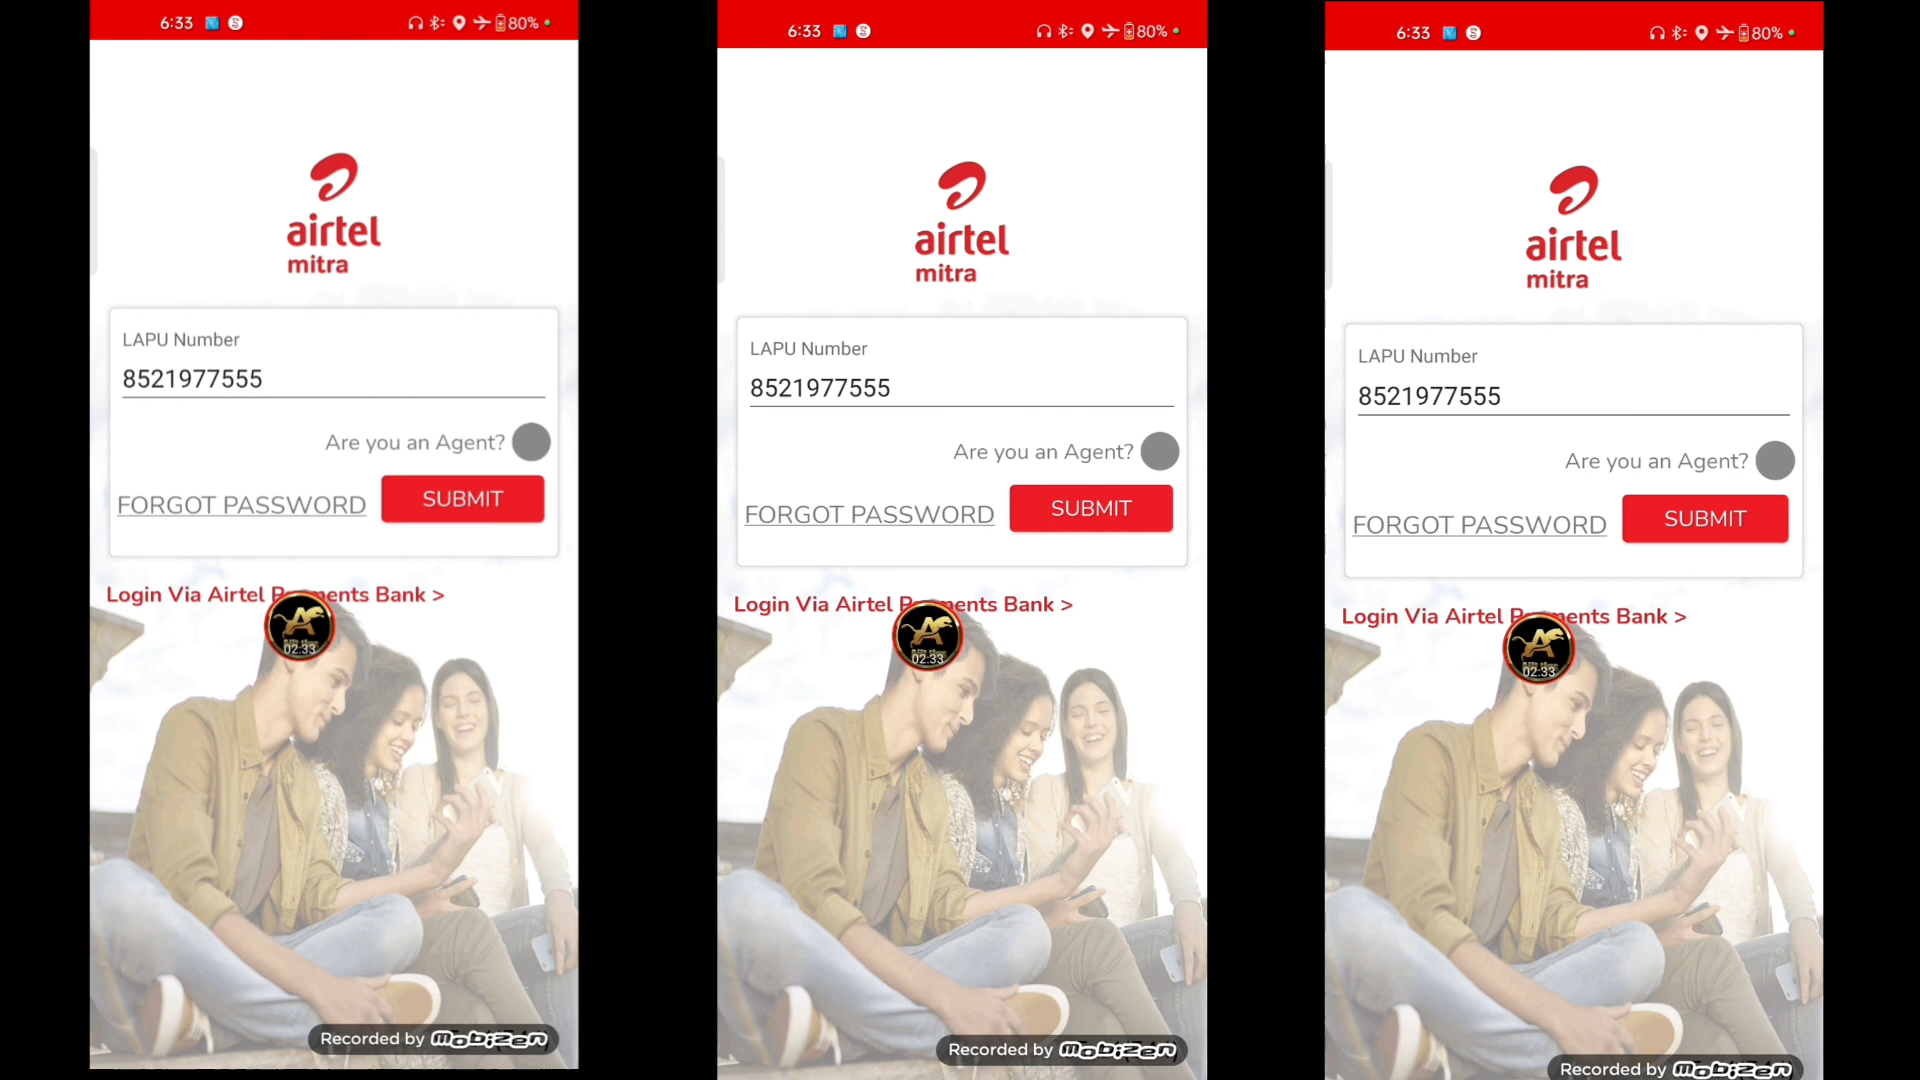 6:33
80%
airtel
mitra
LAPU Number
8521977555
Are you an Agent?
FORGOT PASSWORD
SUBMIT
Login Via Airtel ments Bank >
02:33
Recorded by mobizen
6:33
80%
airtel
mitra
LAPU Number
8521977555
Are you an Agent?
FORGOT PASSWORD
SUBMIT
Login Via Airtel ments Bank >
02:33
Recorded by mobizen
6:33
80%
airtel
mitra
LAPU Number
8521977555
Are you an Agent?
FORGOT PASSWORD
SUBMIT
Login Via Airtel ments Bank >
02:33
Recorded by mobizen